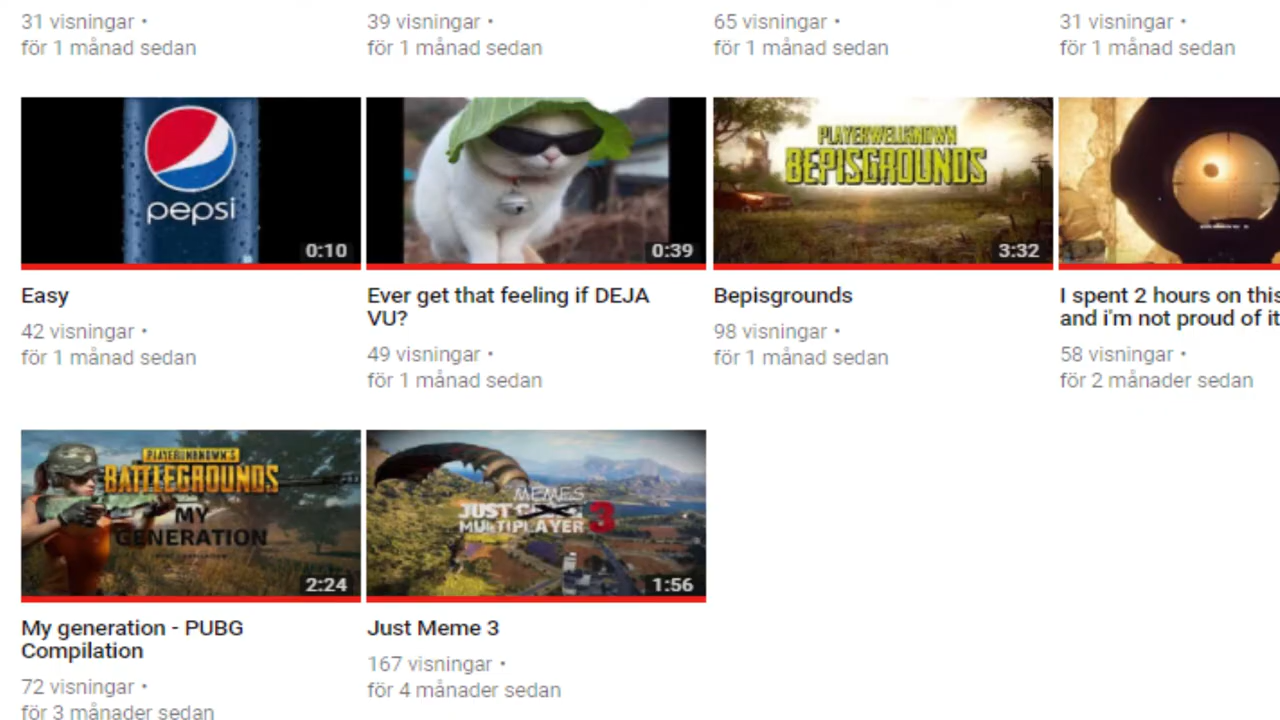 31 visningar •
för 1 månad sedan
39 visningar •
för 1 månad sedan
65 visningar •
för 1 månad sedan
31 visningar •
för 1 månad sedan
pepsi
0:10
Easy
42 visningar •
för 1 månad sedan
0:39
Ever get that feeling if DEJA
VU?
49 visningar •
för 1 månad sedan
PLAYERWELLKNOWN
BEPISGROUNDS
3:32
Bepisgrounds
98 visningar •
för 1 månad sedan
I spent 2 hours on this
and i'm not proud of it
58 visningar •
för 2 månader sedan
PLAYERUNKNOWN'S
BATTLEGROUNDS
MY
GENERATION
2:24
My generation - PUBG
Compilation
72 visningar •
för 3 månader sedan
MEMES
JUST
MULTIPLAYER 3
1:56
Just Meme 3
167 visningar •
för 4 månader sedan